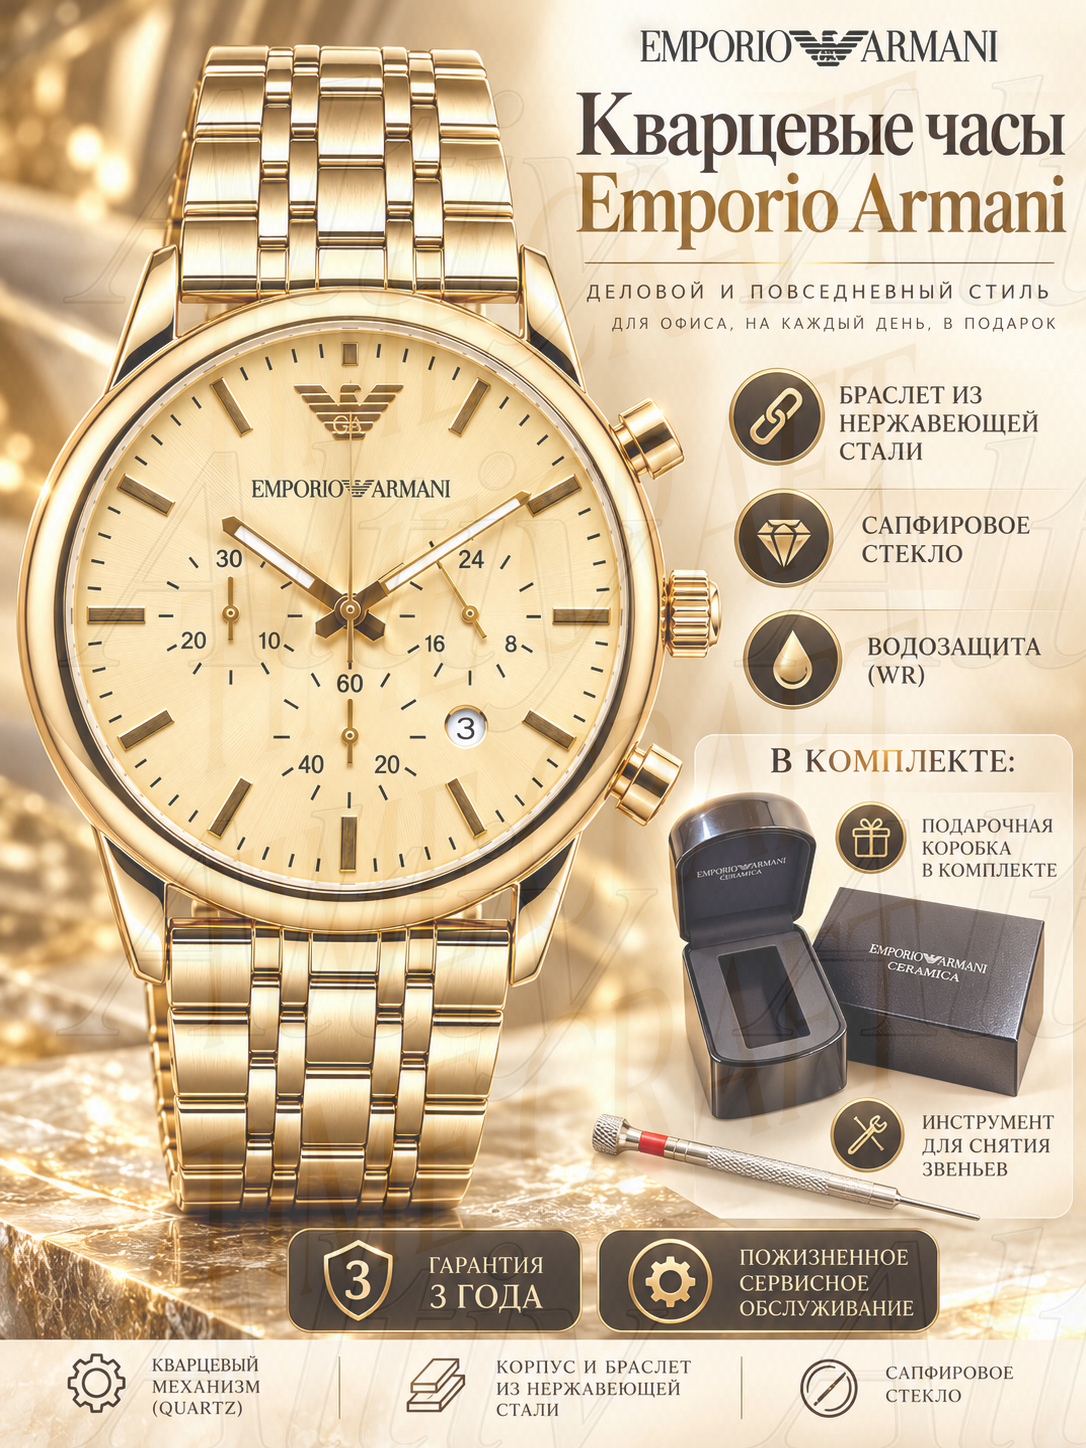 EMPORIO ARMANI
Кварцевые часы
Emporio Armani
ДЕЛОВОЙ И ПОВСЕДНЕВНЫЙ СТИЛЬ
ДЛЯ ОФИСА, НА КАЖДЫЙ ДЕНЬ, В ПОДАРОК
БРАСЛЕТ ИЗ
НЕРЖАВЕЮЩЕЙ
СТАЛИ
САПФИРОВОЕ
СТЕКЛО
ВОДОЗАЩИТА
(WR)
GA
EMPORIO ARMANI
30
24
20
10
16
8
60
3
40
20
В КОМПЛЕКТЕ:
ПОДАРОЧНАЯ
КОРОБКА
В КОМПЛЕКТЕ
EMPORIO ARMANI
CERAMICA
EMPORIO ARMANI
CERAMICA
ИНСТРУМЕНТ
ДЛЯ СНЯТИЯ
ЗВЕНЬЕВ
3
ГАРАНТИЯ
3 ГОДА
ПОЖИЗНЕННОЕ
СЕРВИСНОЕ
ОБСЛУЖИВАНИЕ
КВАРЦЕВЫЙ
МЕХАНИЗМ
(QUARTZ)
КОРПУС И БРАСЛЕТ
ИЗ НЕРЖАВЕЮЩЕЙ
СТАЛИ
САПФИРОВОЕ
СТЕКЛО